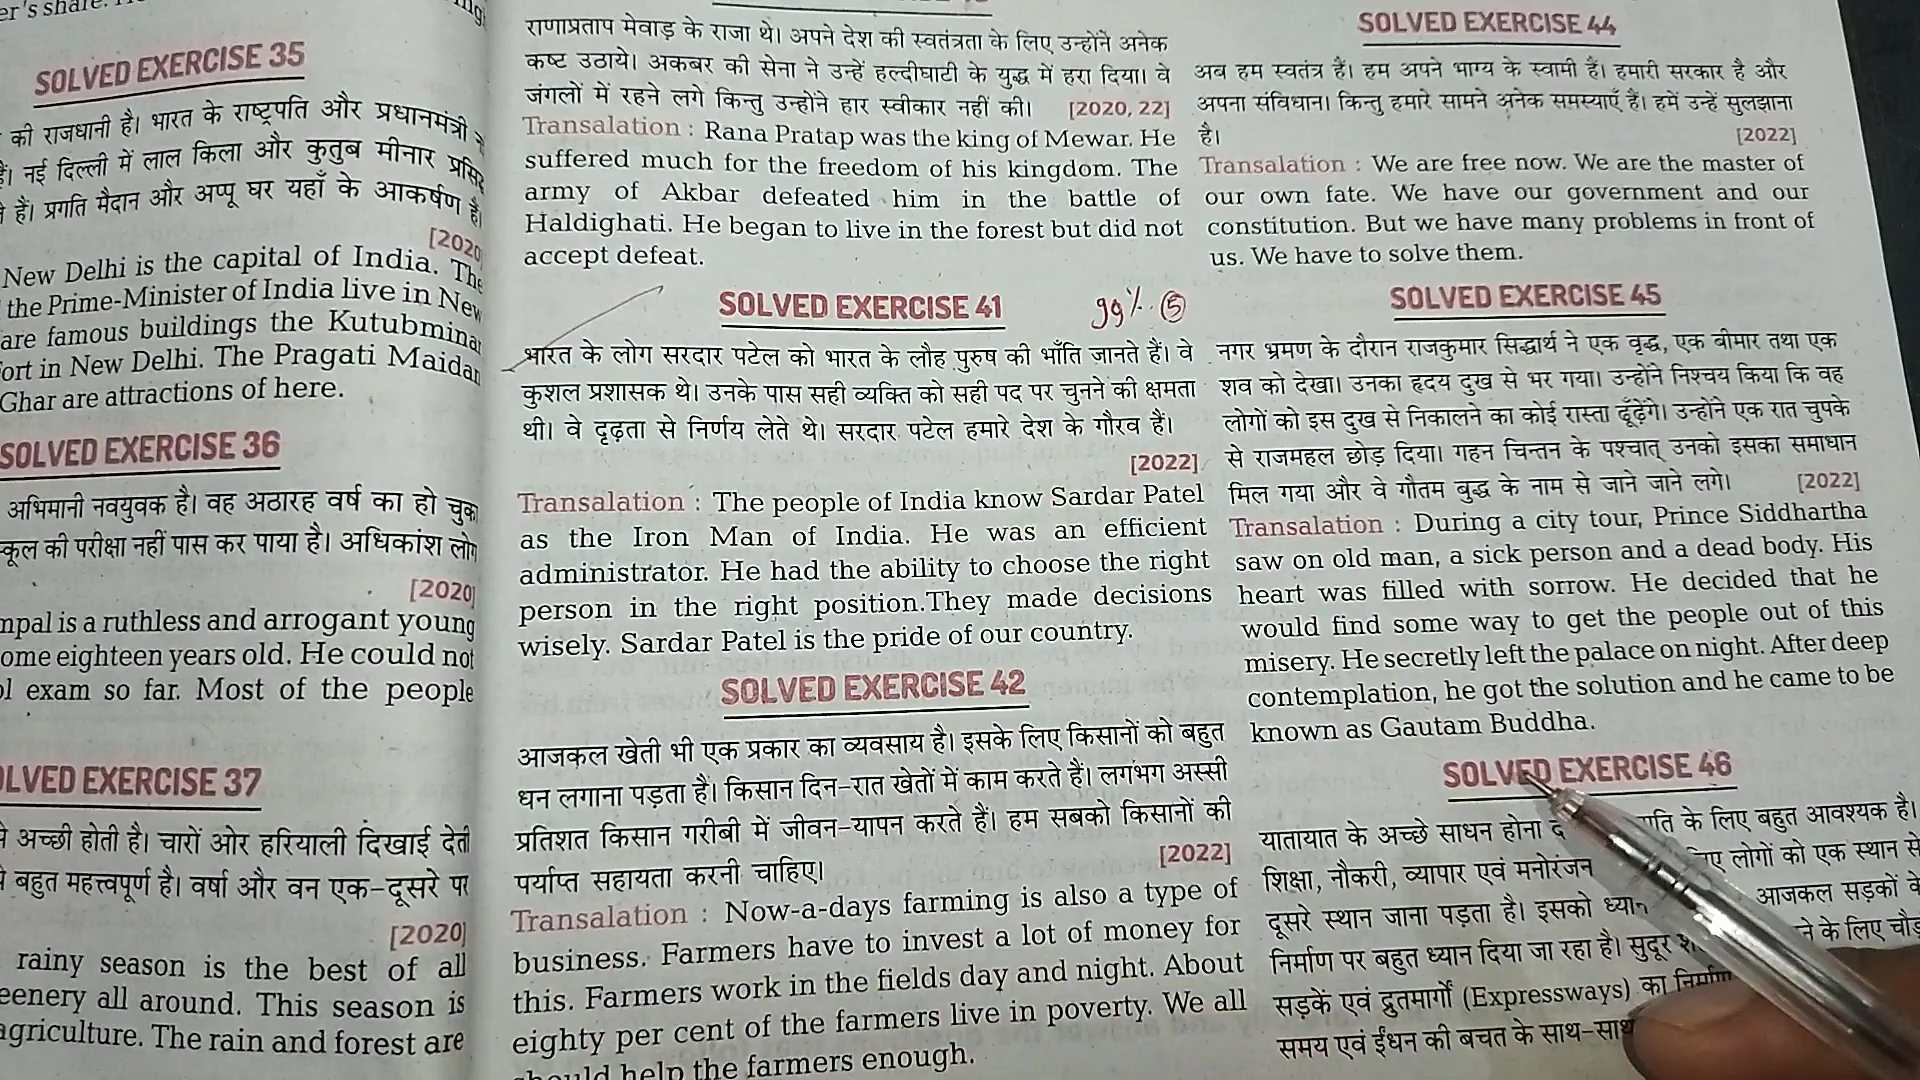 er's share.
SOLVED EXERCISE 35
की राजधानी है। भारत के राष्ट्रपति और प्रधानमंत्री
हैं। नई दिल्ली में लाल किला और कुतुब मीनार
हैं। प्रगति मैदान और अप्पू घर यहाँ के आकर्षण हैं।
[2020
New Delhi is the capital of India. The
the Prime-Minister of India live in New
are famous buildings the Kutubminar
ort in New Delhi. The Pragati Maidan
Ghar are attractions of here.
SOLVED EXERCISE 36
अभिमानी नवयुवक है। वह अठारह वर्ष का हो चुका
स्कूल की परीक्षा नहीं पास कर पाया है। अधिकांश लोग
[2020]
mpal is a ruthless and arrogant young
ome eighteen years old. He could not
ol exam so far. Most of the people
OLVED EXERCISE 37
अच्छी होती है। चारों ओर हरियाली दिखाई देती
बहुत महत्त्वपूर्ण है। वर्षा और वन एक-दूसरे पर
[2020]
rainy season is the best of all
eenery all around. This season is
agriculture. The rain and forest are
राणाप्रताप मेवाड़ के राजा थे। अपने देश की स्वतंत्रता के लिए उन्होंने अनेक
कष्ट उठाये। अकबर की सेना ने उन्हें हल्दीघाटी के युद्ध में हरा दिया। वे
जंगलों में रहने लगे किन्तु उन्होंने हार स्वीकार नहीं की। [2020, 22]
Transalation : Rana Pratap was the king of Mewar. He
suffered much for the freedom of his kingdom. The
army of Akbar defeated him in the battle of
Haldighati. He began to live in the forest but did not
accept defeat.
SOLVED EXERCISE 41 99% (5)
भारत के लोग सरदार पटेल को भारत के लौह पुरुष की भाँति जानते हैं। वे
कुशल प्रशासक थे। उनके पास सही व्यक्ति को सही पद पर चुनने की क्षमता
थी। वे दृढ़ता से निर्णय लेते थे। सरदार पटेल हमारे देश के गौरव हैं।
[2022]
Transalation : The people of India know Sardar Patel
as the Iron Man of India. He was an efficient
administrator. He had the ability to choose the right
person in the right position.They made decisions
wisely. Sardar Patel is the pride of our country.
SOLVED EXERCISE 42
आजकल खेती भी एक प्रकार का व्यवसाय है। इसके लिए किसानों को बहुत
धन लगाना पड़ता है। किसान दिन-रात खेतों में काम करते हैं। लगभग अस्सी
प्रतिशत किसान गरीबी में जीवन-यापन करते हैं। हम सबको किसानों की
पर्याप्त सहायता करनी चाहिए। [2022]
Transalation : Now-a-days farming is also a type of
business. Farmers have to invest a lot of money for
this. Farmers work in the fields day and night. About
eighty per cent of the farmers live in poverty. We all
should help the farmers enough.
SOLVED EXERCISE 44
अब हम स्वतंत्र हैं। हम अपने भाग्य के स्वामी हैं। हमारी सरकार है और
अपना संविधान। किन्तु हमारे सामने अनेक समस्याएँ हैं। हमें उन्हें सुलझाना
है। [2022]
Transalation : We are free now. We are the master of
our own fate. We have our government and our
constitution. But we have many problems in front of
us. We have to solve them.
SOLVED EXERCISE 45
नगर भ्रमण के दौरान राजकुमार सिद्धार्थ ने एक वृद्ध, एक बीमार तथा एक
शव को देखा। उनका हृदय दुख से भर गया। उन्होंने निश्चय किया कि वह
लोगों को इस दुख से निकालने का कोई रास्ता ढूँढ़ेंगे। उन्होंने एक रात चुपके
से राजमहल छोड़ दिया। गहन चिन्तन के पश्चात् उनको इसका समाधान
मिल गया और वे गौतम बुद्ध के नाम से जाने जाने लगे। [2022]
Transalation : During a city tour, Prince Siddhartha
saw on old man, a sick person and a dead body. His
heart was filled with sorrow. He decided that he
would find some way to get the people out of this
misery. He secretly left the palace on night. After deep
contemplation, he got the solution and he came to be
known as Gautam Buddha.
SOLVED EXERCISE 46
यातायात के अच्छे साधन होना के लिए बहुत आवश्यक है।
शिक्षा, नौकरी, व्यापार एवं मनोरंजन लोगों को एक स्थान से
दूसरे स्थान जाना पड़ता है। इसको आजकल सड़कों के
निर्माण पर बहुत ध्यान दिया जा रहा है। सुदूर के लिए
सड़कें एवं द्रुतमार्गों (Expressways) का निर्माण
समय एवं ईंधन की बचत के साथ-साथ